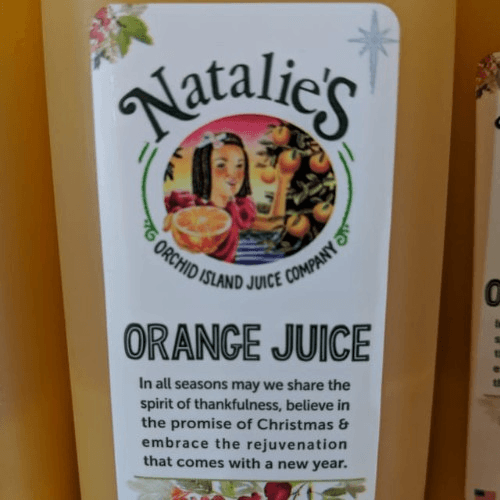 Natalie's
ORCHID ISLAND JUICE COMPANY
ORANGE JUICE
In all seasons may we share the
spirit of thankfulness, believe in
the promise of Christmas &
embrace the rejuvenation
that comes with a new year.